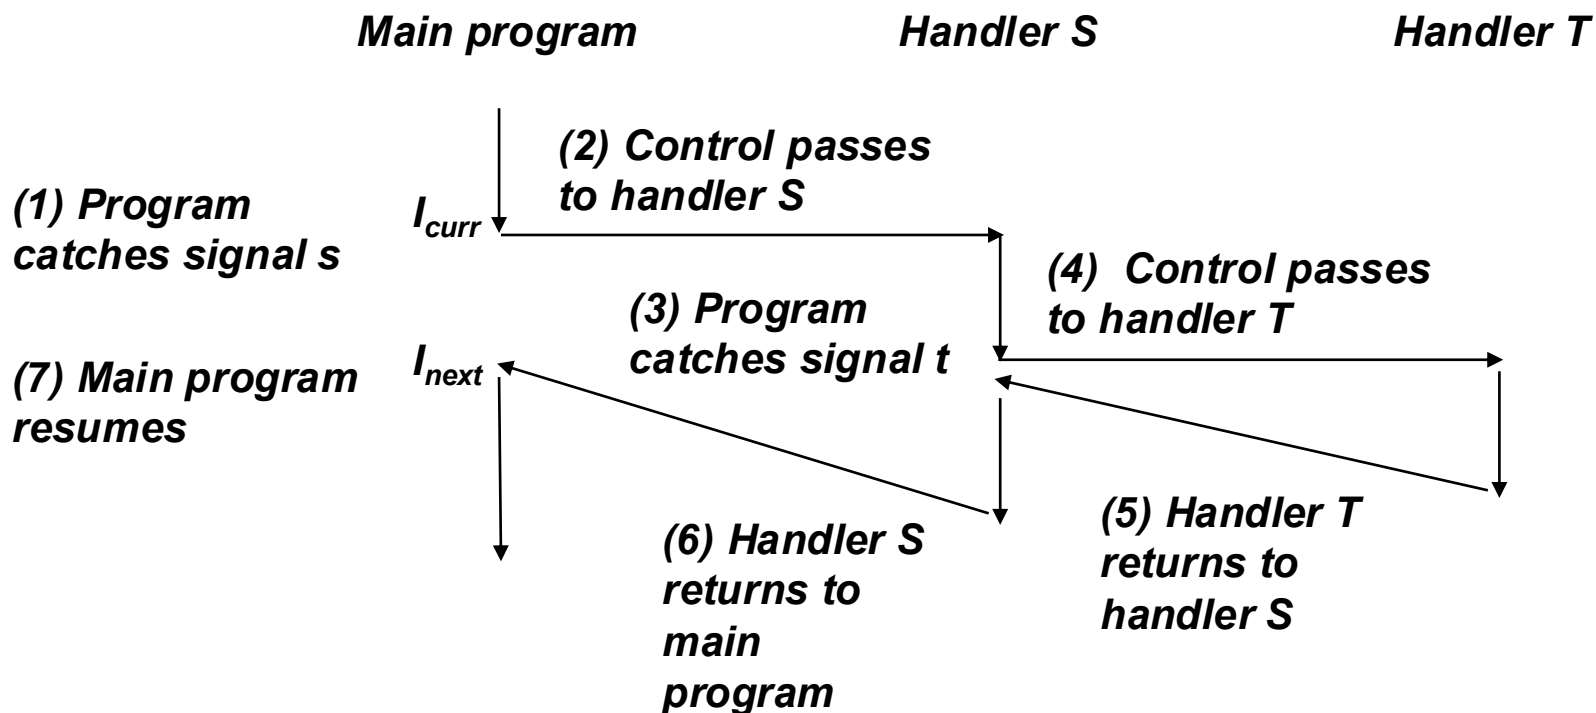 Main program
Handler S
Handler T
(1) Program
catches signal s
I_curr
(2) Control passes
to handler S
(3) Program
catches signal t
(4) Control passes
to handler T
(5) Handler T
returns to
handler S
(6) Handler S
returns to
main
program
(7) Main program
resumes
I_next